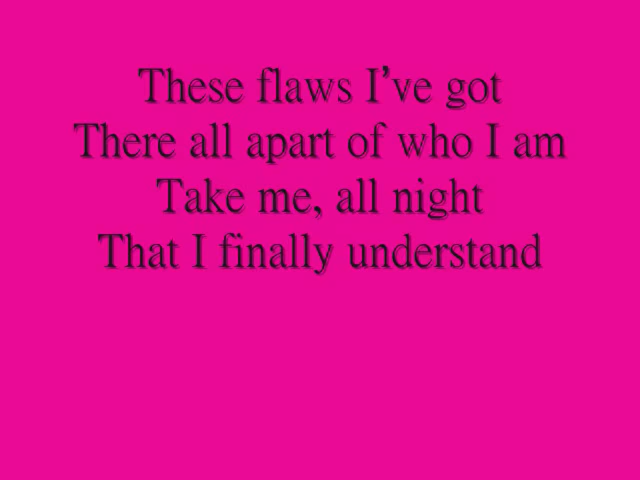 These flaws I've got
There all apart of who I am
Take me, all night
That I finally understand